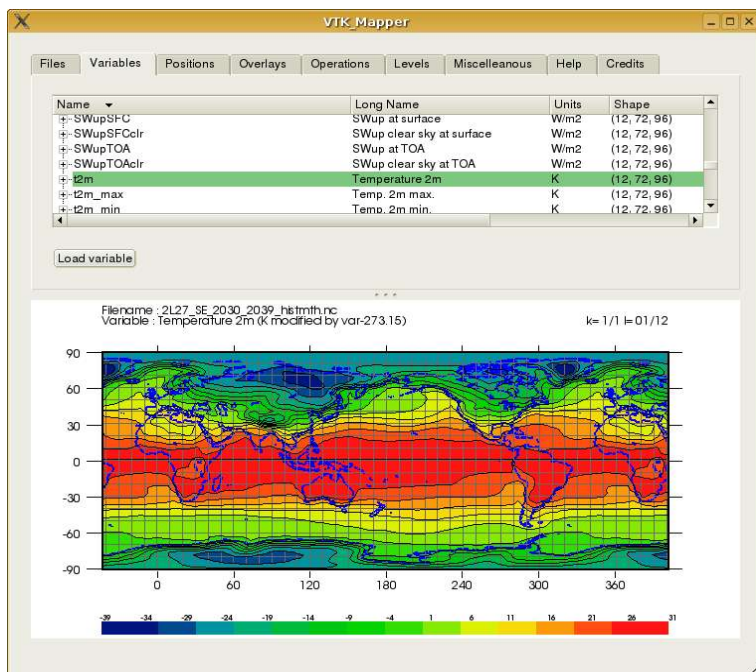 VTK_Mapper
Files Variables Positions Overlays Operations Levels Miscelleanous Help Credits
Name Long Name Units Shape
SWupSFC SWup at surface W/m2 (12, 72, 96)
SWupSFCclr SWup clear sky at surface W/m2 (12, 72, 96)
SWupTOA SWup at TOA W/m2 (12, 72, 96)
SWupTOAclr SWup clear sky at TOA W/m2 (12, 72, 96)
t2m Temperature 2m K (12, 72, 96)
t2m_max Temp. 2m max. K (12, 72, 96)
t2m_min Temp. 2m min. K (12, 72, 96)
Load variable
Filename : 2L27_SE_2030_2039_histmth.nc
Variable : Temperature 2m (K modified by var-273.15) k= 1/1 l= 01/12
90
60
30
0
-30
-60
-90
0 60 120 180 240 300 360
-39 -34 -29 -24 -19 -14 -9 -4 1 6 11 16 21 26 31